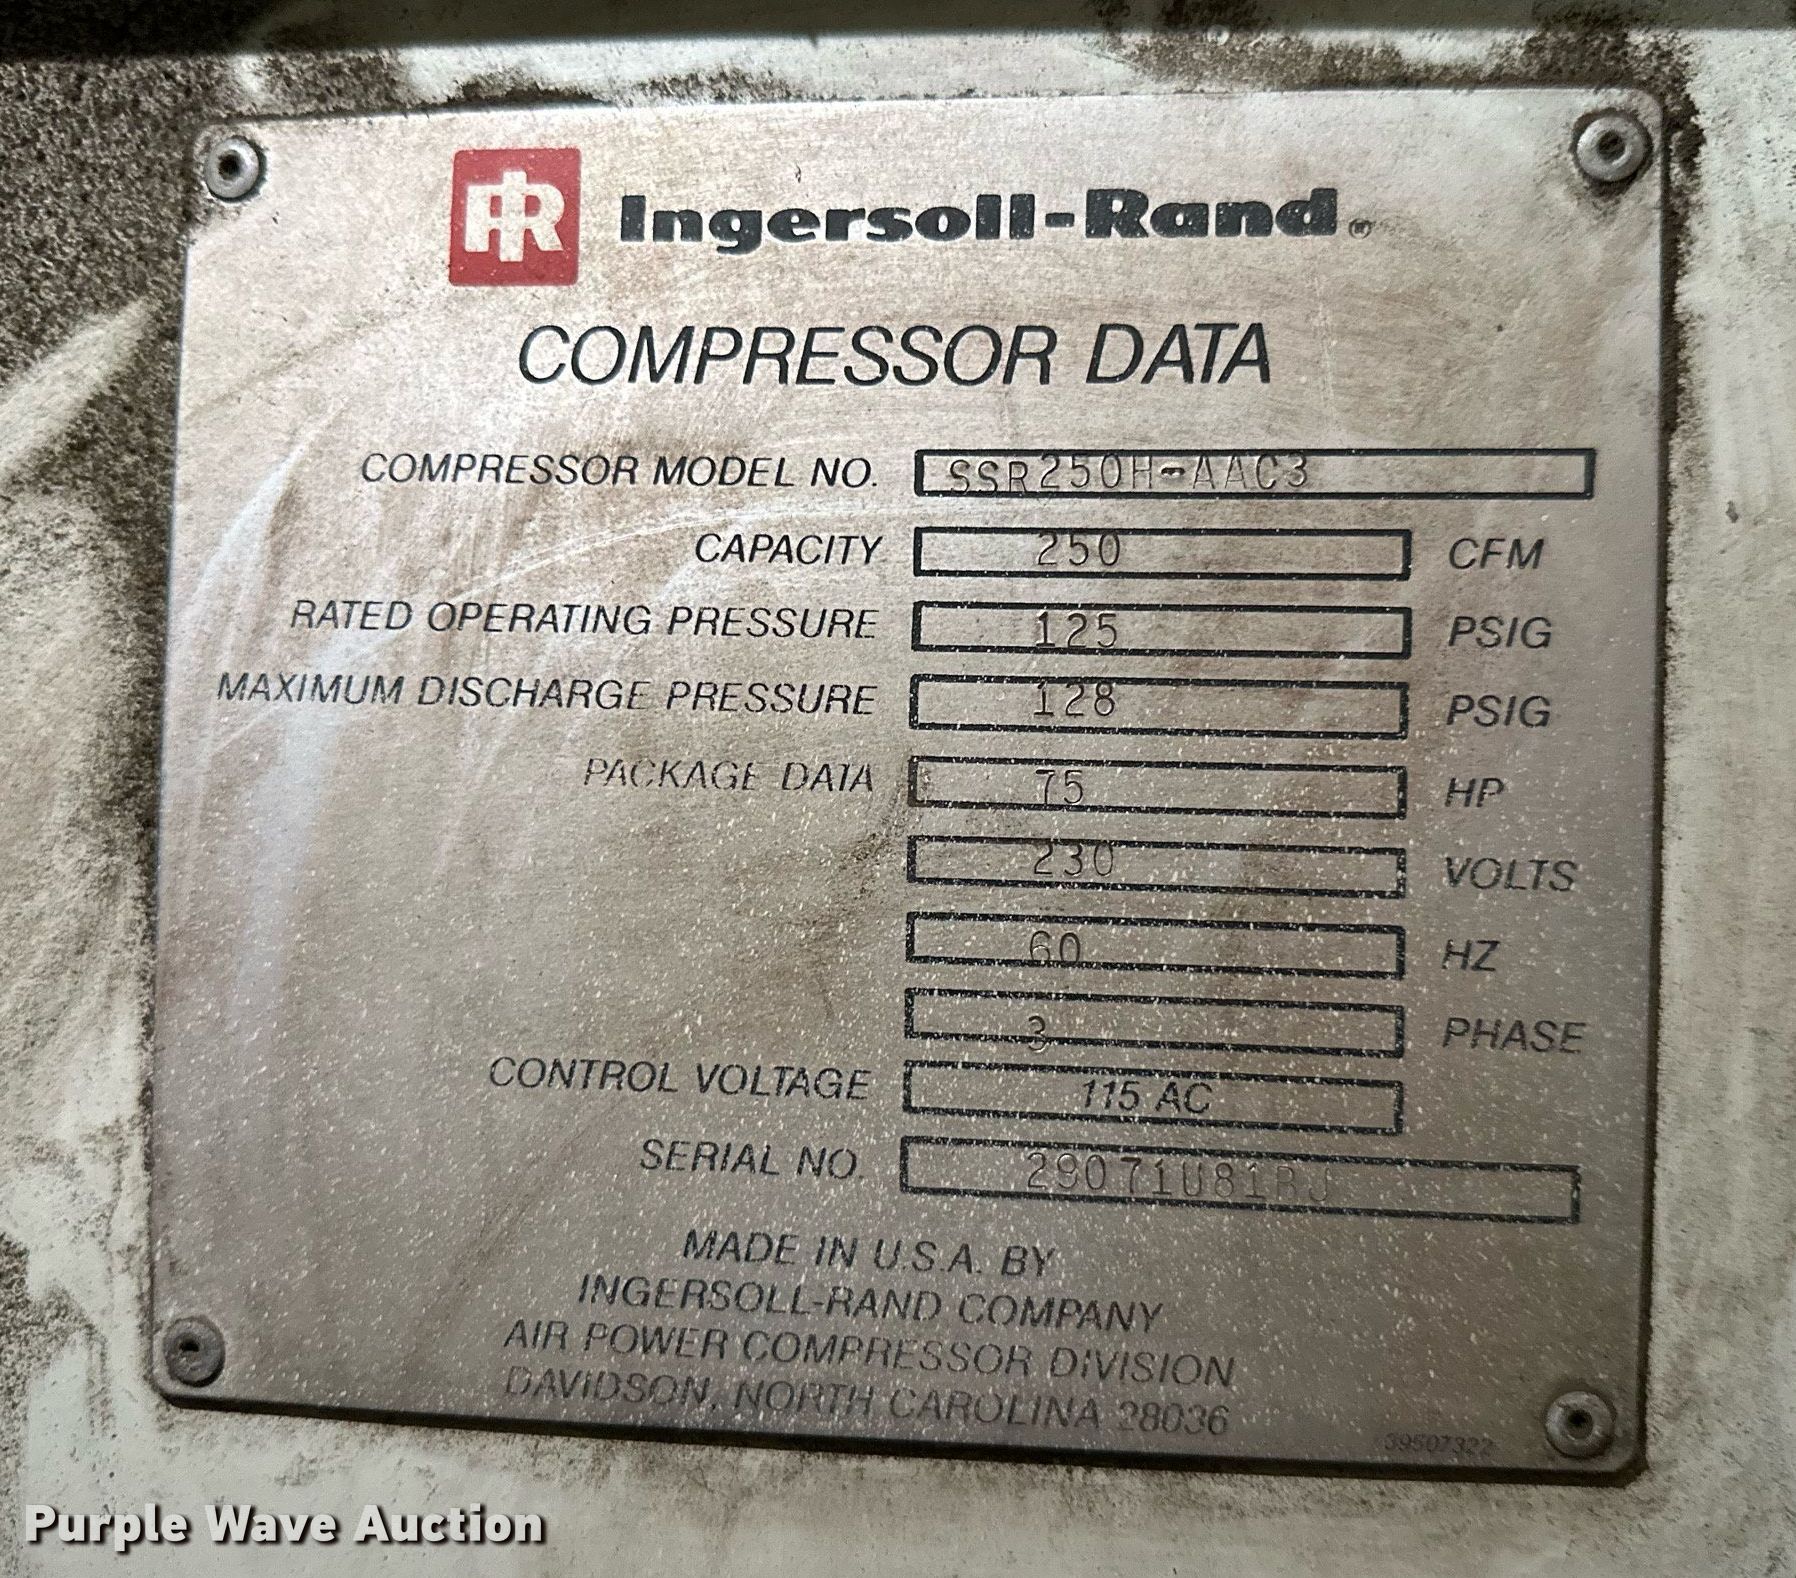 IR Ingersoll-Rand®
COMPRESSOR DATA
COMPRESSOR MODEL NO. SSR250H-AAC3
CAPACITY 250 CFM
RATED OPERATING PRESSURE 125 PSIG
MAXIMUM DISCHARGE PRESSURE 128 PSIG
PACKAGE DATA 75 HP
230 VOLTS
60 HZ
3 PHASE
CONTROL VOLTAGE 115 AC
SERIAL NO. 29071U81RJ
MADE IN U.S.A. BY
INGERSOLL-RAND COMPANY
AIR POWER COMPRESSOR DIVISION
DAVIDSON, NORTH CAROLINA 28036
39507322
Purple Wave Auction